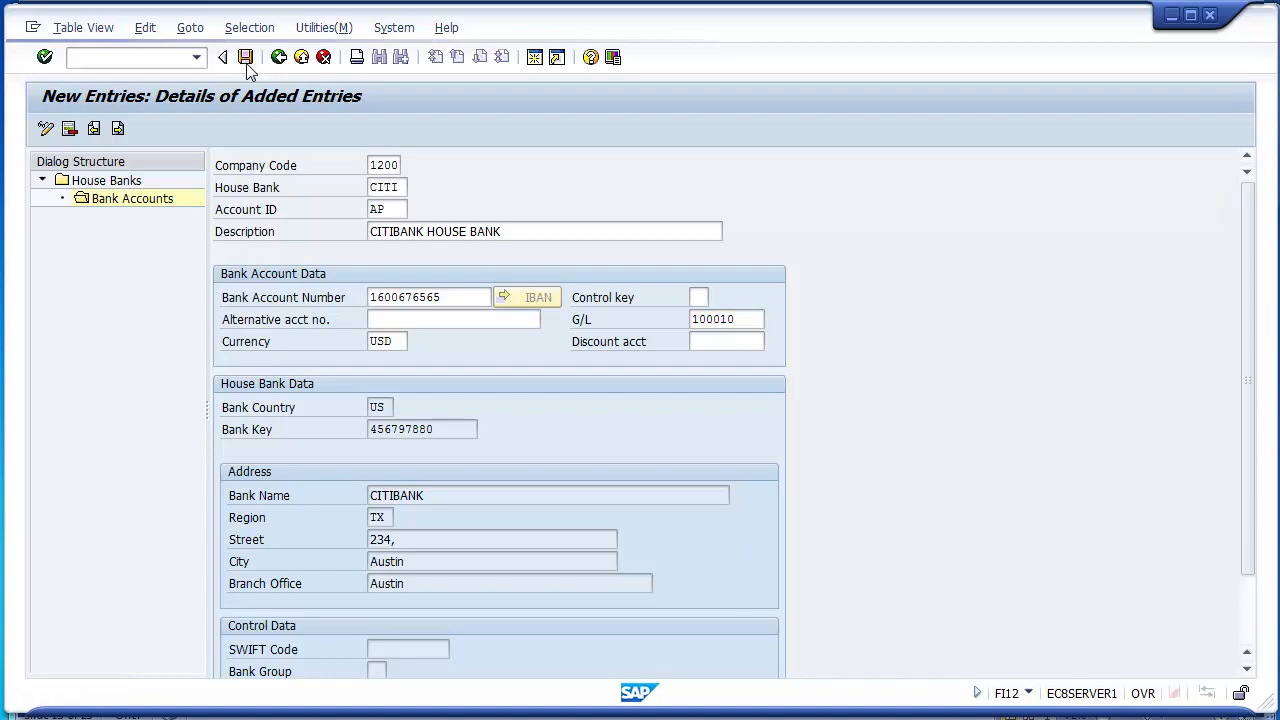 Table View Edit Goto Selection Utilities(M) System Help
New Entries: Details of Added Entries
Dialog Structure
House Banks
Bank Accounts
Company Code 1200
House Bank CITI
Account ID AP
Description CITIBANK HOUSE BANK
Bank Account Data
Bank Account Number 1600676565 IBAN Control key
Alternative acct no. G/L 100010
Currency USD Discount acct
House Bank Data
Bank Country US
Bank Key 456797880
Address
Bank Name CITIBANK
Region TX
Street 234,
City Austin
Branch Office Austin
Control Data
SWIFT Code
Bank Group
SAP FI12 EC8SERVER1 OVR